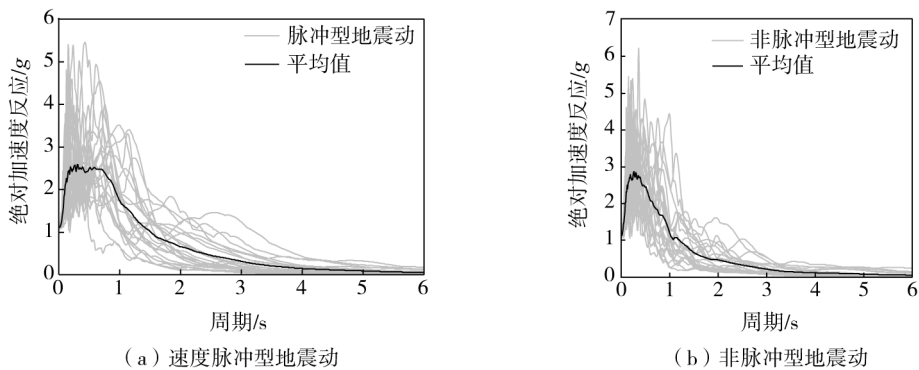 6
5
4
3
2
1
0
绝对加速度反应/g
脉冲型地震动
平均值
0 1 2 3 4 5 6
周期/s
(a)速度脉冲型地震动
7
6
5
4
3
2
1
0
绝对加速度反应/g
非脉冲型地震动
平均值
0 1 2 3 4 5 6
周期/s
(b)非脉冲型地震动